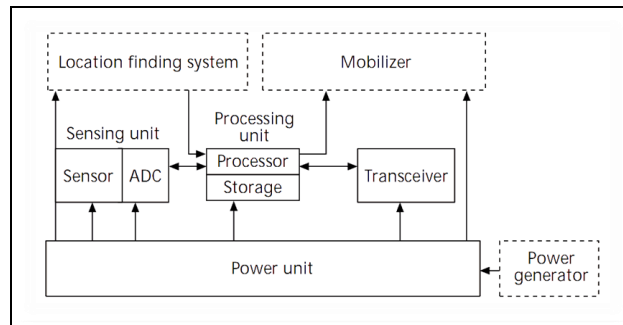 Location finding system
Mobilizer
Sensing unit
Processing
unit
Sensor
ADC
Processor
Storage
Transceiver
Power unit
Power
generator